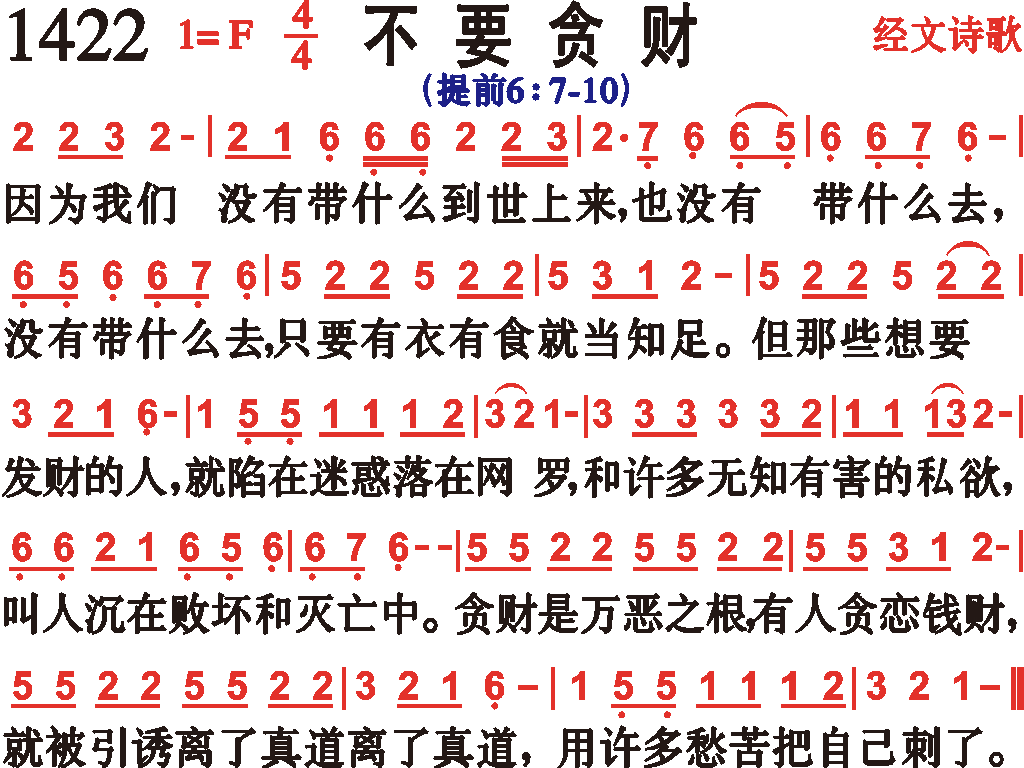 1422 1=F 4/4 不要贪财 经文诗歌
(提前6:7-10)
2 2 3 2 - | 2 1 6 6 6 2 2 3 | 2· 7 6 6 5 | 6 6 7 6 - |
因为我们 没有带什么到世上来,也没有 带什么去,
6 5 6 6 7 6 | 5 2 2 5 2 2 | 5 3 1 2 - | 5 2 2 5 2 2 |
没有带什么去,只要有衣有食就当知足。但那些想要
3 2 1 6 - | 1 5 5 1 1 1 2 | 3 2 1 - | 3 3 3 3 3 2 | 1 1 1 3 2 - |
发财的人,就陷在迷惑落在网 罗,和许多无知有害的私欲,
6 6 2 1 6 5 6 | 6 7 6 - - | 5 5 2 2 5 5 2 2 | 5 5 3 1 2 - |
叫人沉在败坏和灭亡中。贪财是万恶之根,有人贪恋钱财,
5 5 2 2 5 5 2 2 | 3 2 1 6 - | 1 5 5 1 1 1 2 | 3 2 1 - ||
就被引诱离了真道离了真道,用许多愁苦把自己刺了。